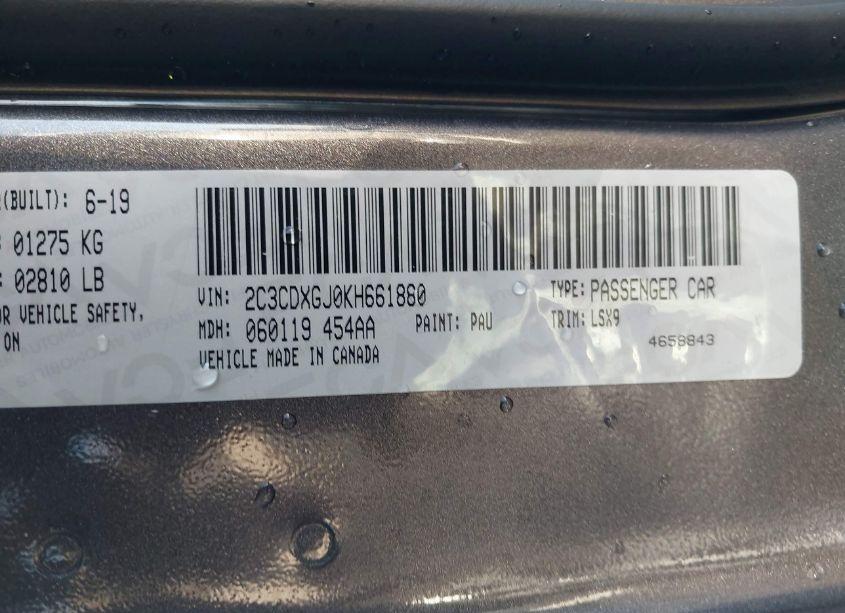 R(BUILT): 6-19
: 01275 KG
: 02810 LB
OR VEHICLE SAFETY,
ON
VIN: 2C3CDXGJ0KH661880 TYPE: PASSENGER CAR
MDH: 060119 454AA PAINT: PAU TRIM: LSX9
VEHICLE MADE IN CANADA 4658843